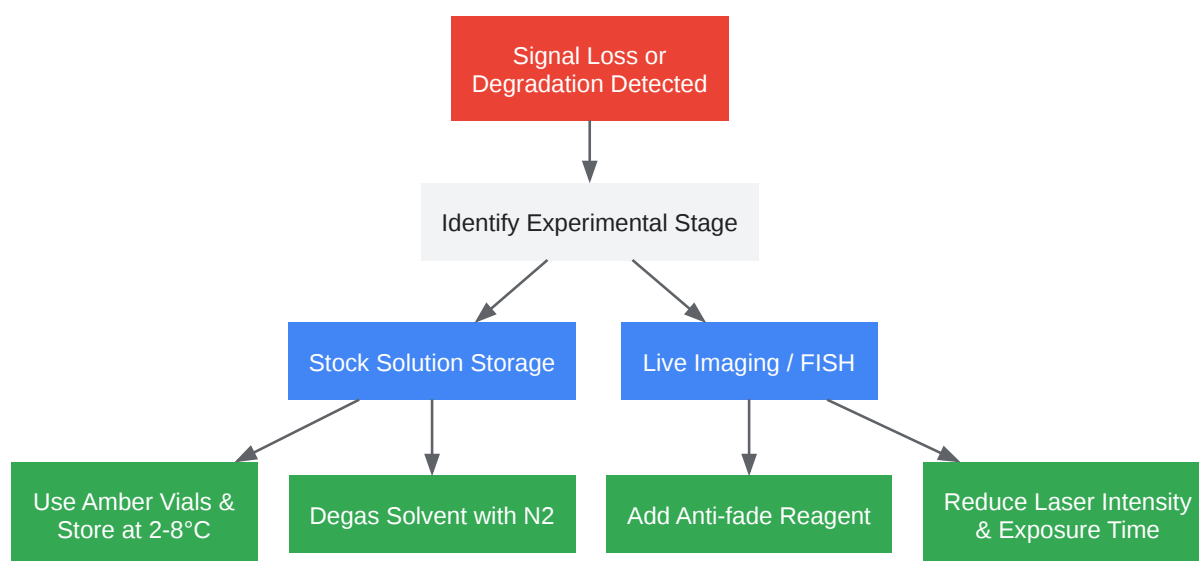 Signal Loss or
Degradation Detected
Identify Experimental Stage
Stock Solution Storage
Live Imaging / FISH
Use Amber Vials &
Store at 2-8°C
Degas Solvent with N2
Add Anti-fade Reagent
Reduce Laser Intensity
& Exposure Time